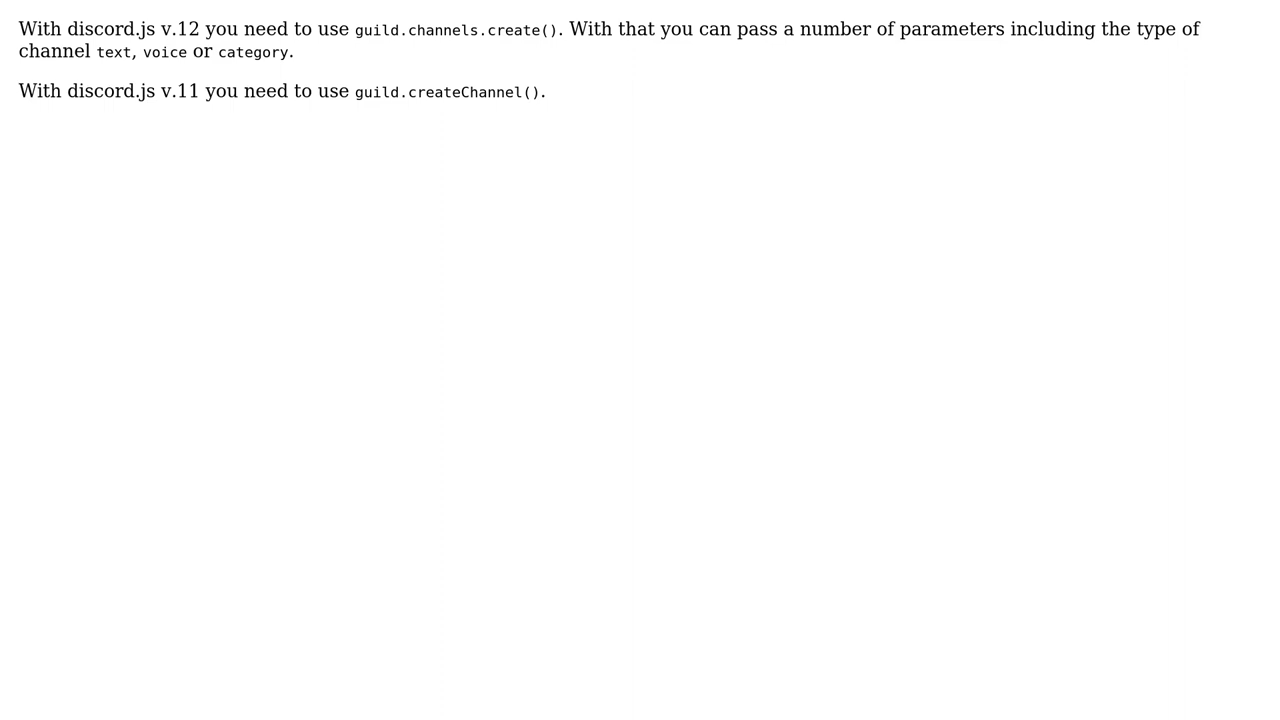 With discord.js v.12 you need to use guild.channels.create(). With that you can pass a number of parameters including the type of
channel text, voice or category.
With discord.js v.11 you need to use guild.createChannel().